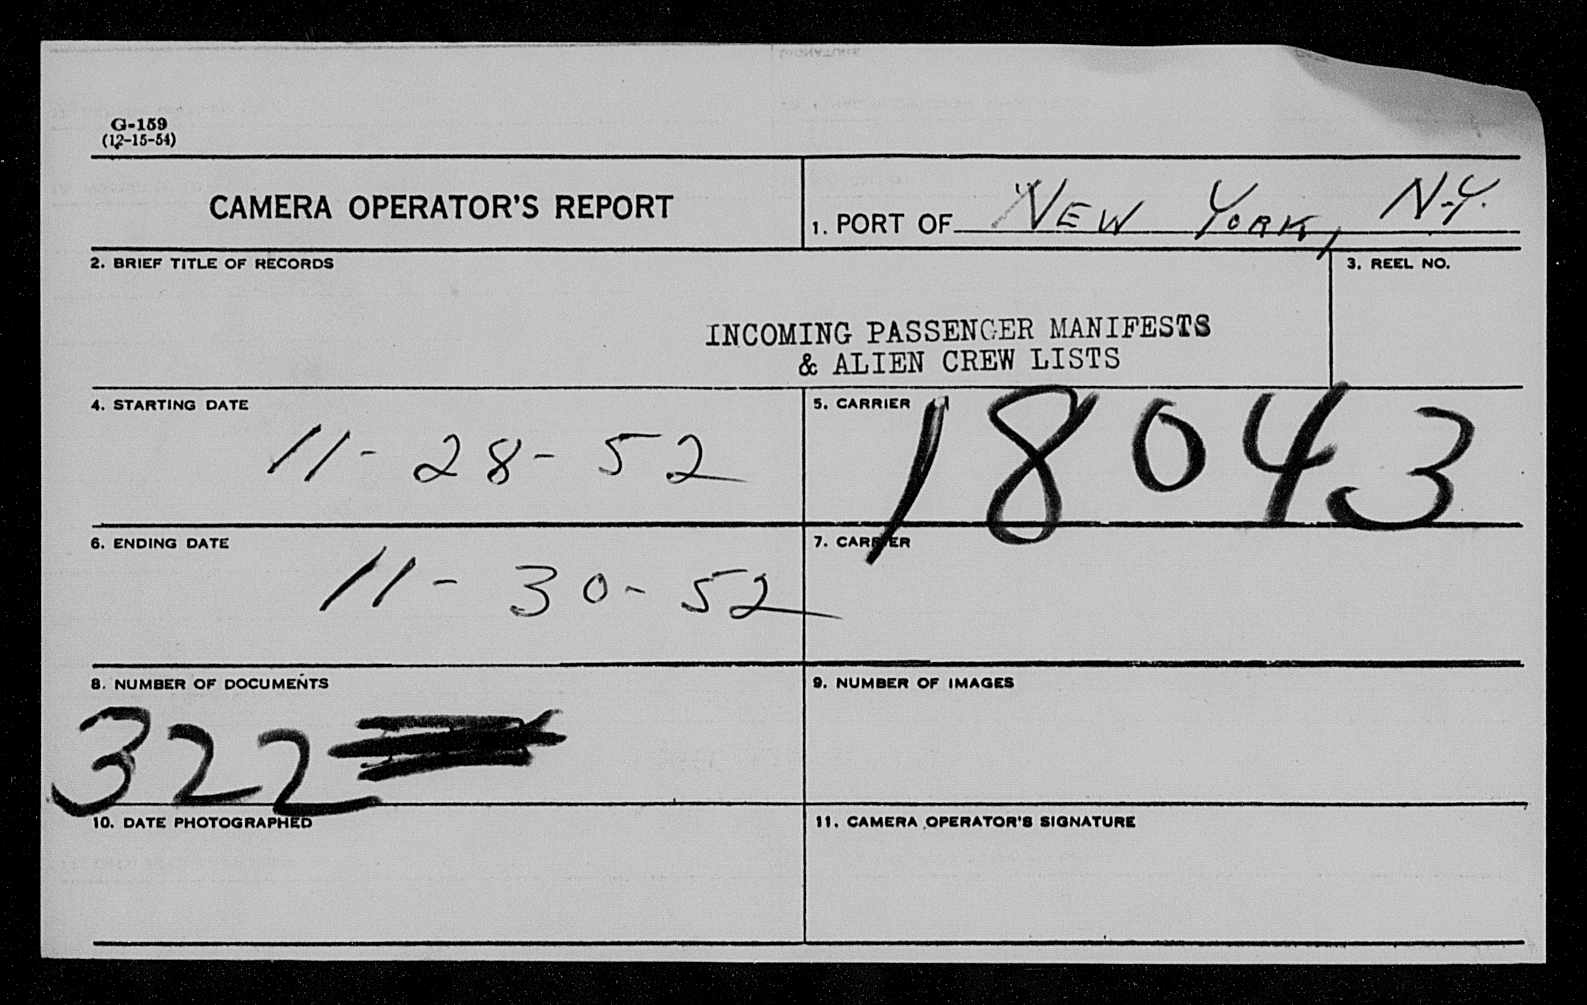 G-159
(12-15-54)
CAMERA OPERATOR'S REPORT
1. PORT OF NEW YORK, N.Y.
2. BRIEF TITLE OF RECORDS
3. REEL NO.
INCOMING PASSENGER MANIFESTS
& ALIEN CREW LISTS
4. STARTING DATE
11-28-52
5. CARRIER
18043
6. ENDING DATE
11-30-52
7. CARRIER
8. NUMBER OF DOCUMENTS
322
9. NUMBER OF IMAGES
10. DATE PHOTOGRAPHED
11. CAMERA OPERATOR'S SIGNATURE